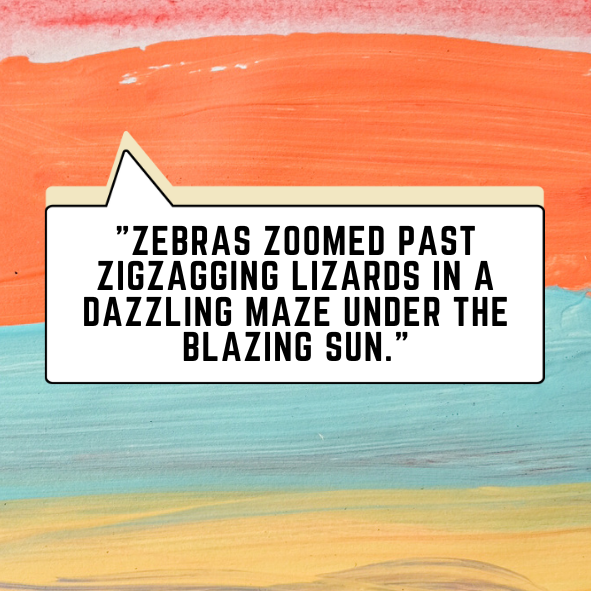 ”ZEBRAS ZOOMED PAST
ZIGZAGGING LIZARDS IN A
DAZZLING MAZE UNDER THE
BLAZING SUN.”